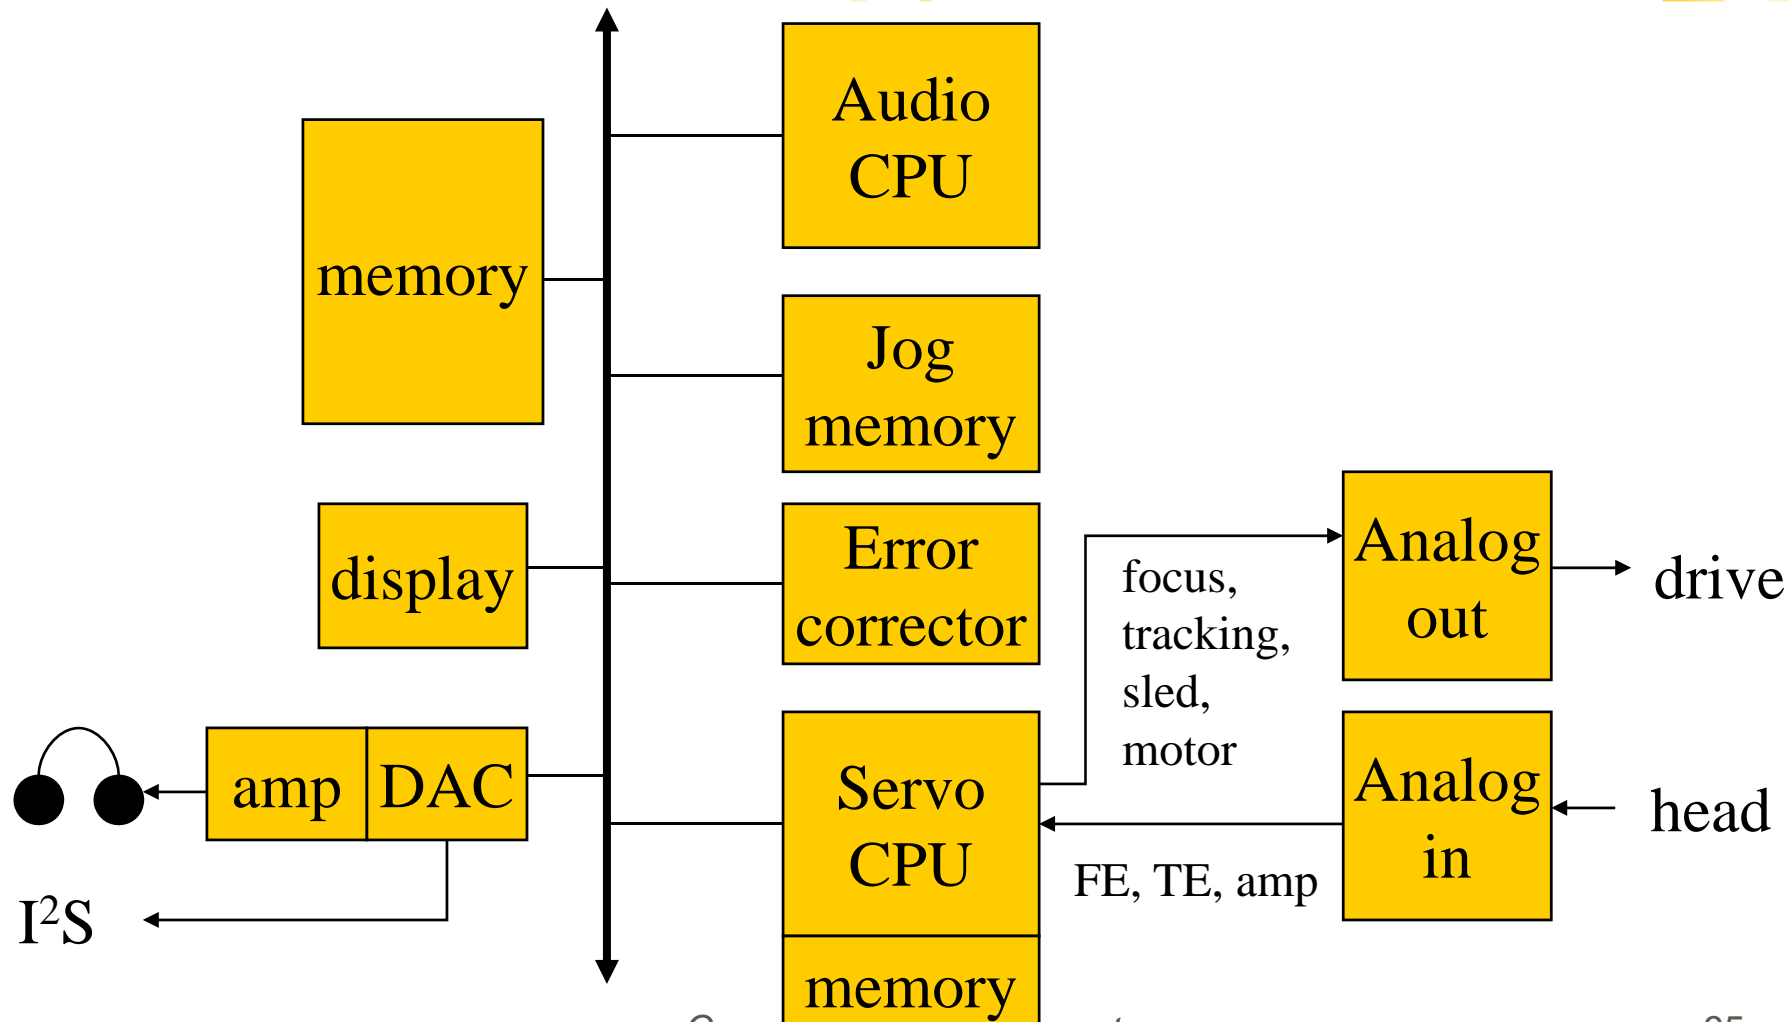 Audio
CPU
memory
Jog
memory
display
Error
corrector
focus,
tracking,
sled,
motor
Analog
out
drive
amp
DAC
Servo
CPU
Analog
in
head
FE, TE, amp
I²S
memory